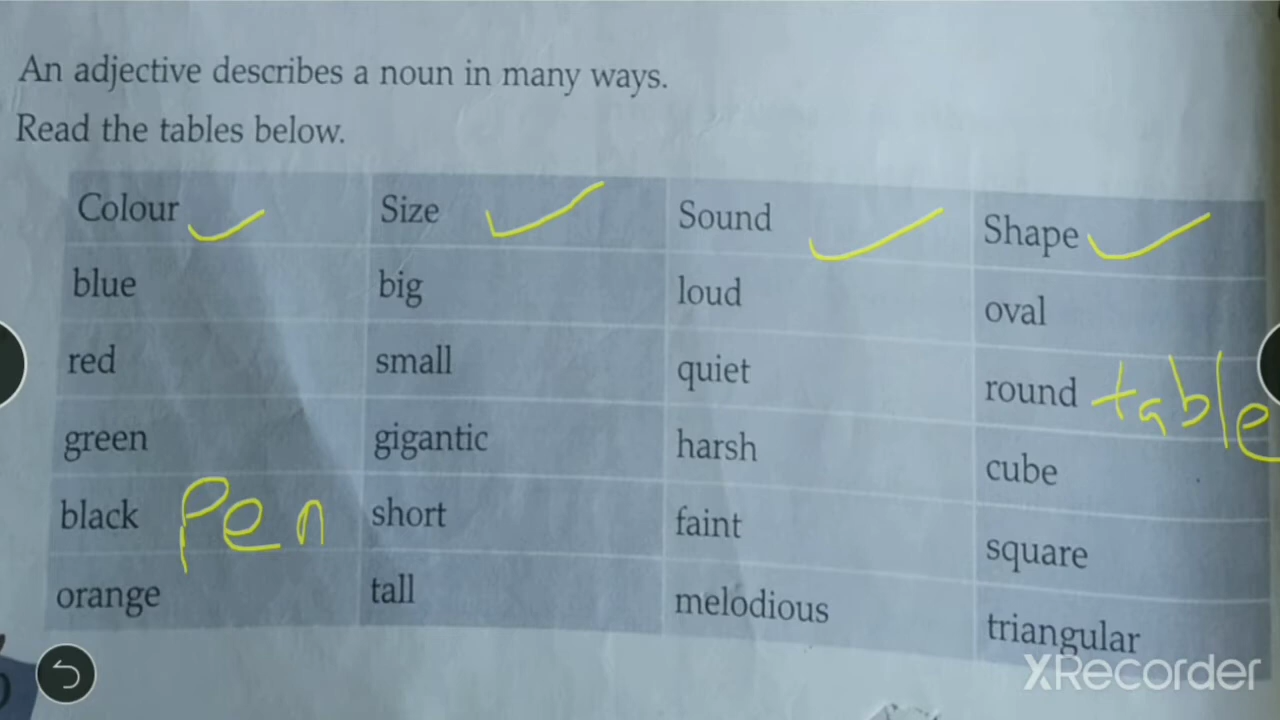 An adjective describes a noun in many ways.
Read the tables below.
Colour Size Sound Shape
blue big loud oval
red small quiet round table
green gigantic harsh cube
black Pen short faint square
orange tall melodious triangular
XRecorder